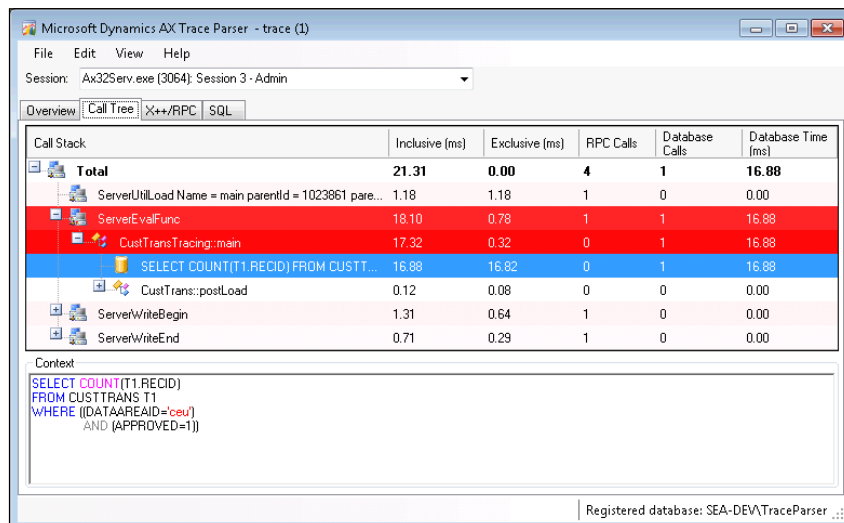 Microsoft Dynamics AX Trace Parser - trace (1)
File Edit View Help
Session: Ax32Serv.exe (3064): Session 3 - Admin
Overview Call Tree X++/RPC SQL
Call Stack Inclusive (ms) Exclusive (ms) RPC Calls Database Calls Database Time (ms)
Total 21.31 0.00 4 1 16.88
ServerUtilLoad Name = main parentId = 1023861 pare... 1.18 1.18 1 0 0.00
ServerEvalFunc 18.10 0.78 1 1 16.88
CustTransTracing::main 17.32 0.32 0 1 16.88
SELECT COUNT(T1.RECID) FROM CUSTT... 16.88 16.82 0 1 16.88
CustTrans::postLoad 0.12 0.08 0 0 0.00
ServerWriteBegin 1.31 0.64 1 0 0.00
ServerWriteEnd 0.71 0.29 1 0 0.00
Context
SELECT COUNT(T1.RECID)
FROM CUSTTRANS T1
WHERE ((DATAAREAID='ceu')
AND (APPROVED=1))
Registered database: SEA-DEV\TraceParser